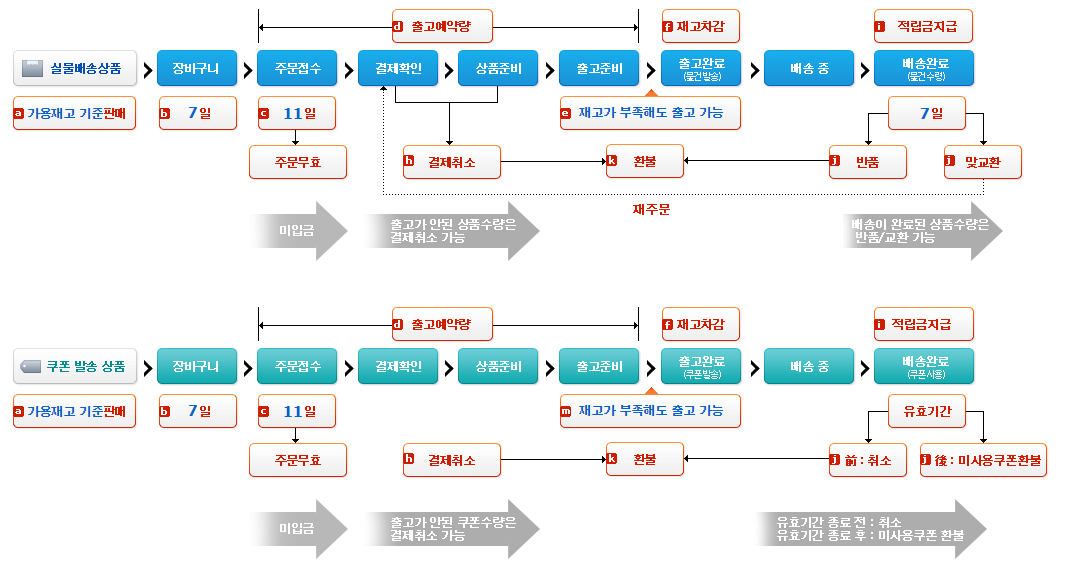 d 출고예약량
f 재고차감
i 적립금지급
실물배송상품
장바구니
주문접수
결제확인
상품준비
출고준비
출고완료
(물건발송)
배송 중
배송완료
(물건수령)
a 가용재고 기준판매
b 7일
c 11일
e 재고가 부족해도 출고 가능
7일
주문무효
h 결제취소
k 환불
j 반품
j 맞교환
재주문
미입금
출고가 안된 상품수량은
결제취소 가능
배송이 완료된 상품수량은
반품/교환 가능
d 출고예약량
f 재고차감
i 적립금지급
쿠폰 발송 상품
장바구니
주문접수
결제확인
상품준비
출고준비
출고완료
(쿠폰발송)
배송 중
배송완료
(쿠폰사용)
a 가용재고 기준판매
b 7일
c 11일
m 재고가 부족해도 출고 가능
유효기간
주문무효
h 결제취소
k 환불
j 前 : 취소
j 後 : 미사용쿠폰환불
미입금
출고가 안된 쿠폰수량은
결제취소 가능
유효기간 종료 전 : 취소
유효기간 종료 후 : 미사용쿠폰 환불